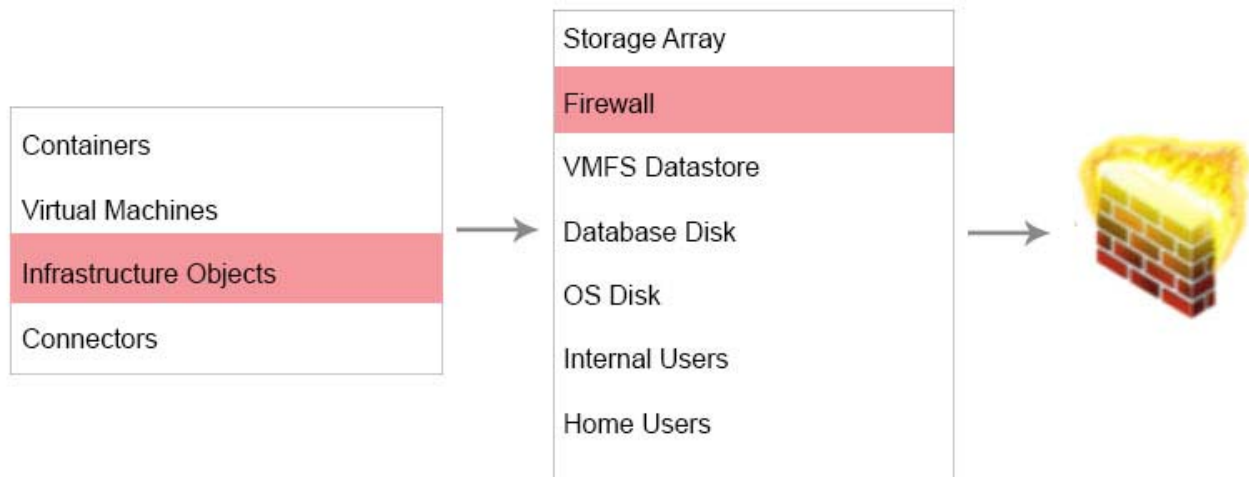 Containers
Virtual Machines
Infrastructure Objects
Connectors
Storage Array
Firewall
VMFS Datastore
Database Disk
OS Disk
Internal Users
Home Users